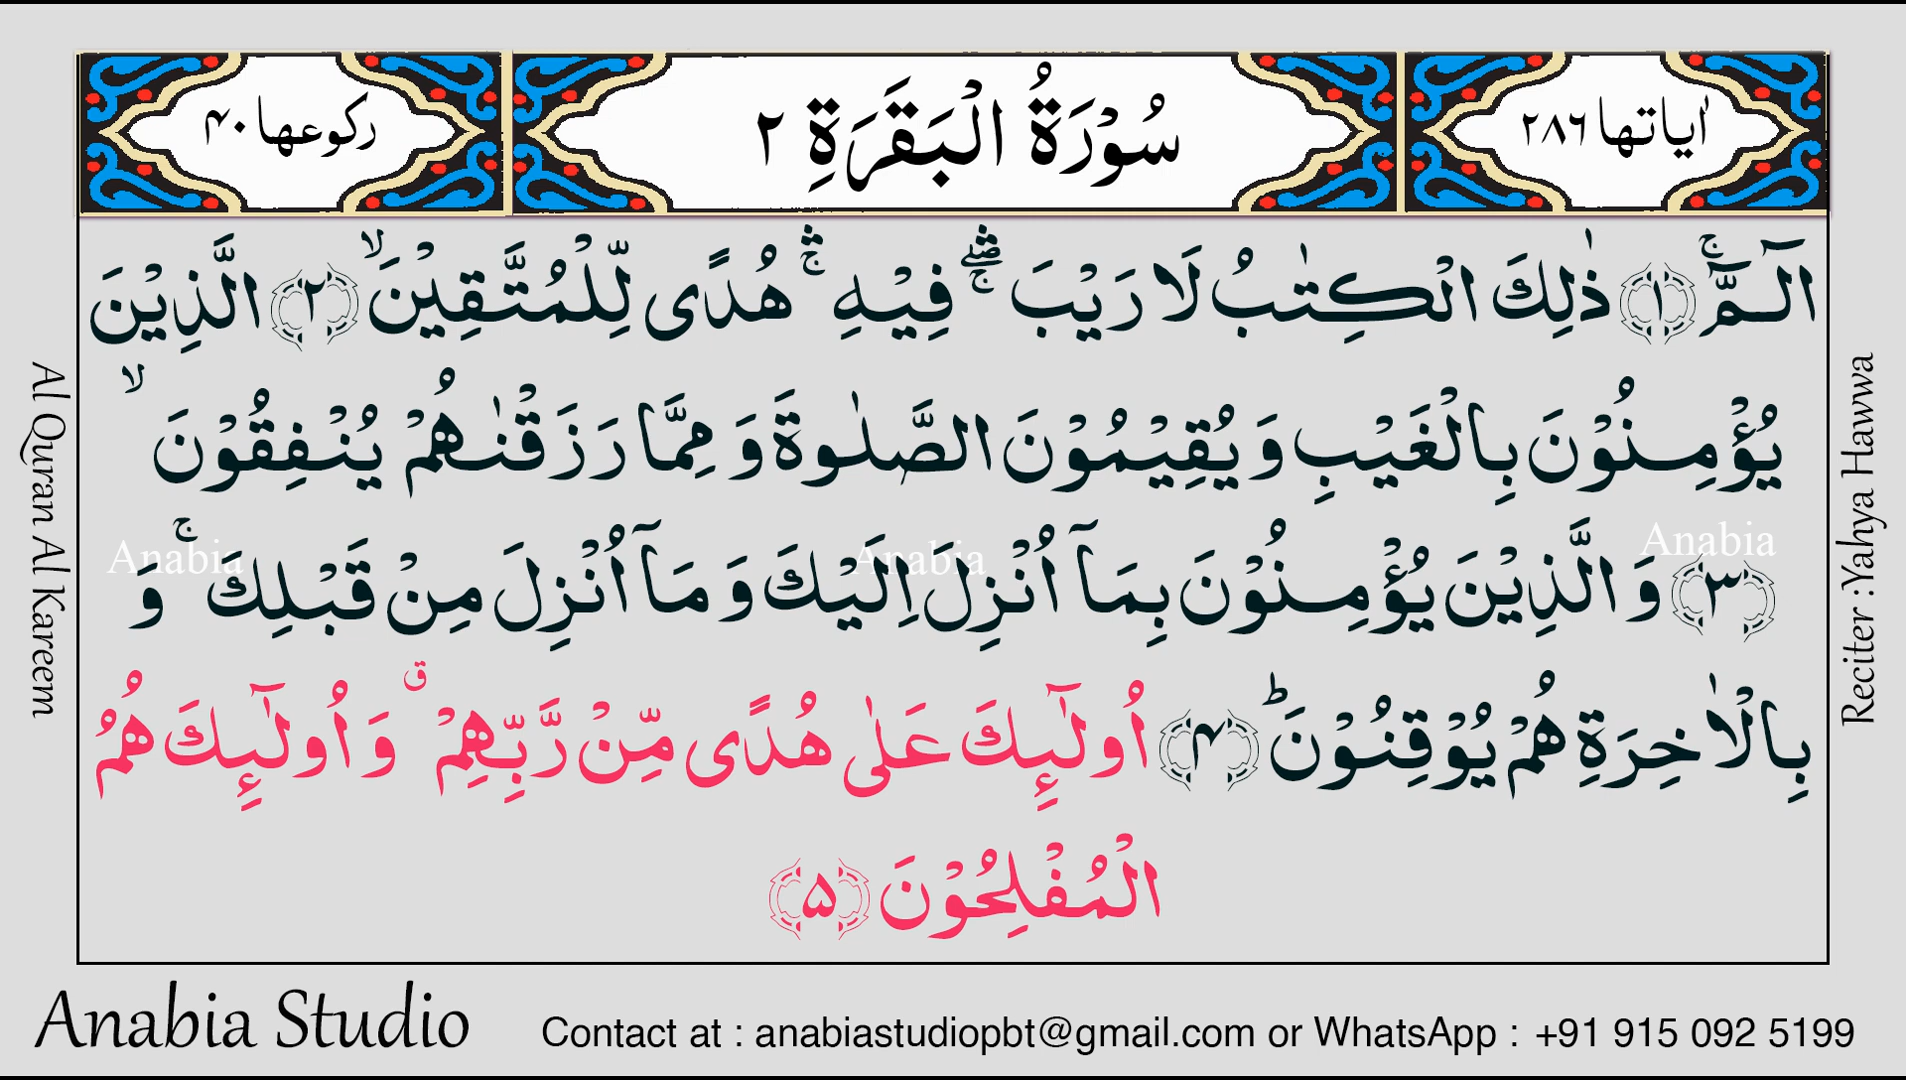 اٰیاتها ۲۸۶
سُوْرَةُ الْبَقَرَةِ ۲
رکوعها ۴۰
الٓـمّٓ ۚ ﴿۱﴾ ذٰلِكَ الْكِتٰبُ لَا رَيْبَ ۛۖۚ فِيْهِ ۛۚ هُدًى لِّلْمُتَّقِيْنَ ۙ ﴿۲﴾ الَّذِيْنَ
يُؤْمِنُوْنَ بِالْغَيْبِ وَ يُقِيْمُوْنَ الصَّلٰوةَ وَ مِمَّا رَزَقْنٰهُمْ يُنْفِقُوْنَ ۙ
﴿۳﴾ وَ الَّذِيْنَ يُؤْمِنُوْنَ بِمَآ اُنْزِلَ اِلَيْكَ وَ مَآ اُنْزِلَ مِنْ قَبْلِكَ ۚ وَ
بِالْاٰخِرَةِ هُمْ يُوْقِنُوْنَ ؕ ﴿۴﴾ اُولٰٓئِكَ عَلٰى هُدًى مِّنْ رَّبِّهِمْ ۗ وَ اُولٰٓئِكَ هُمُ
الْمُفْلِحُوْنَ ﴿۵﴾
Anabia
Anabia
Anabia
Al Quran Al Kareem
Reciter :Yahya Hawwa
Anabia Studio
Contact at : anabiastudiopbt@gmail.com or WhatsApp : +91 915 092 5199